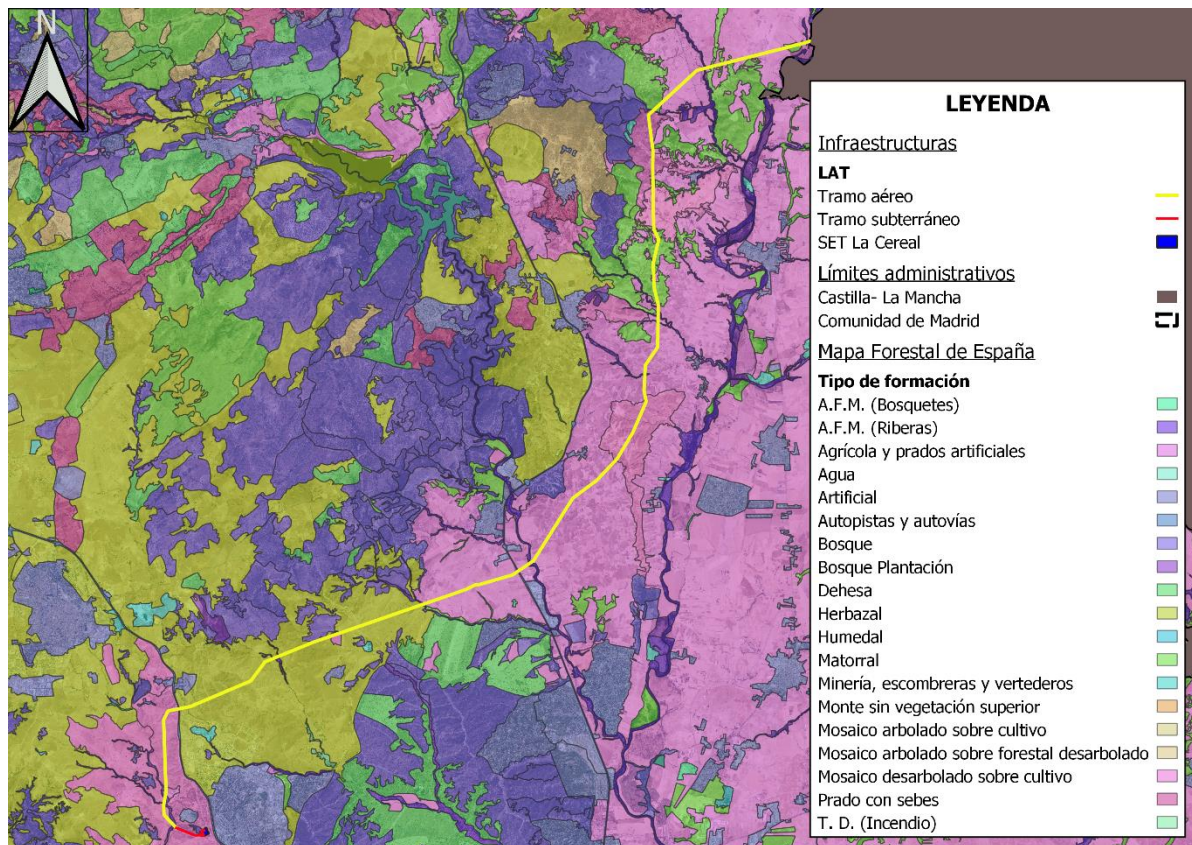 N
LEYENDA
Infraestructuras
LAT
Tramo aéreo
Tramo subterráneo
SET La Cereal
Límites administrativos
Castilla- La Mancha
Comunidad de Madrid
Mapa Forestal de España
Tipo de formación
A.F.M. (Bosquetes)
A.F.M. (Riberas)
Agrícola y prados artificiales
Agua
Artificial
Autopistas y autovías
Bosque
Bosque Plantación
Dehesa
Herbazal
Humedal
Matorral
Minería, escombreras y vertederos
Monte sin vegetación superior
Mosaico arbolado sobre cultivo
Mosaico arbolado sobre forestal desarbolado
Mosaico desarbolado sobre cultivo
Prado con sebes
T. D. (Incendio)